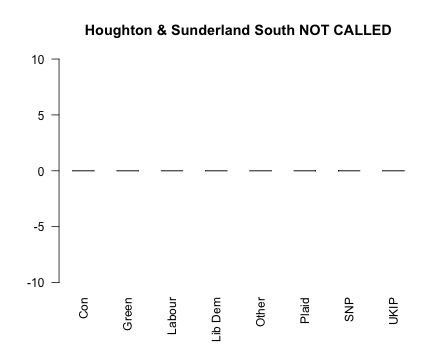 Houghton & Sunderland South NOT CALLED
10
5
0
-5
-10
Con
Green
Labour
Lib Dem
Other
Plaid
SNP
UKIP